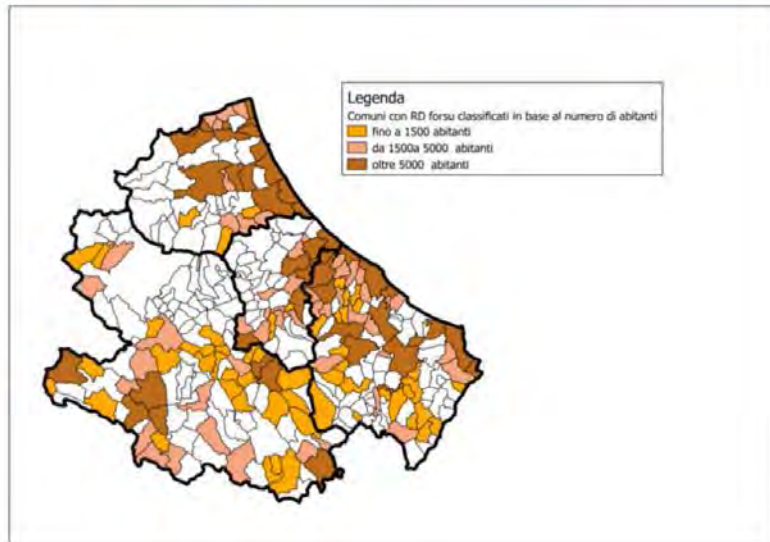 Legenda
Comuni con RD forsu classificati in base al numero di abitanti
fino a 1500 abitanti
da 1500a 5000 abitanti
oltre 5000 abitanti